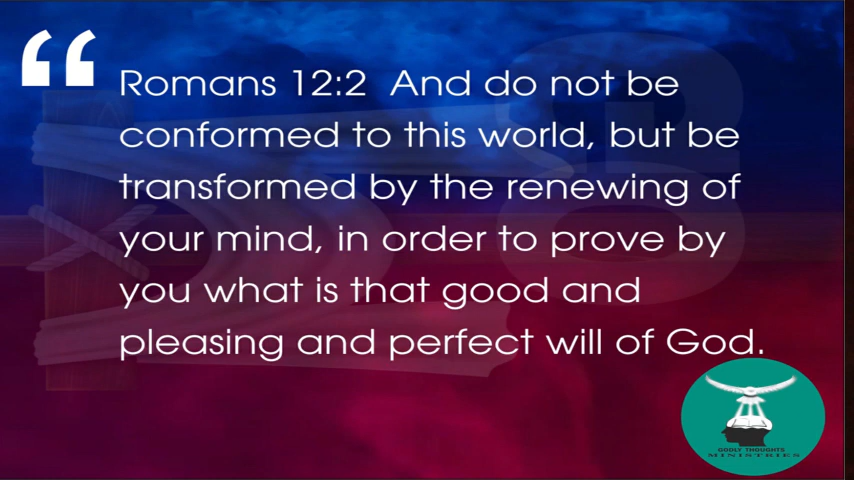 “
Romans 12:2 And do not be
conformed to this world, but be
transformed by the renewing of
your mind, in order to prove by
you what is that good and
pleasing and perfect will of God.
GODLY THOUGHTS
MINISTRIES